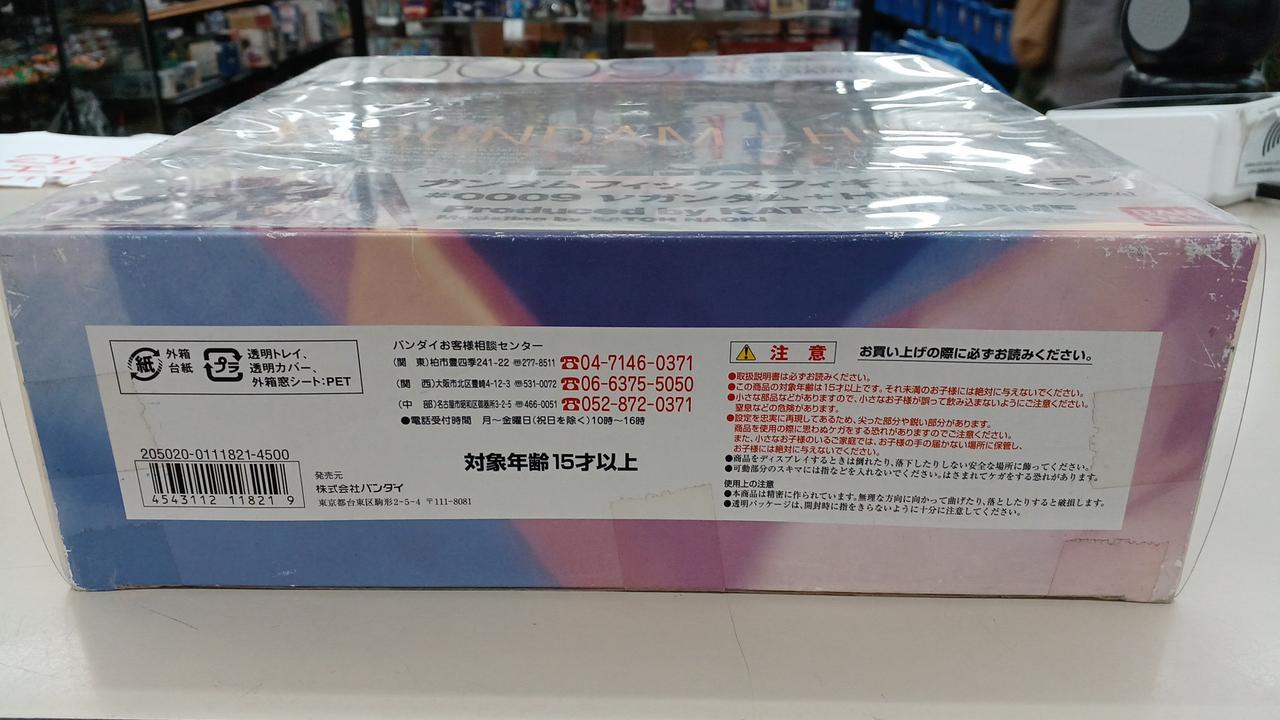 GUNDAM + H
ガンダムフィックスフィギュレーション
#0009 νガンダム+H
Produced by
外箱
台紙
紙
プラ
透明トレイ、
透明カバー、
外箱窓シート:PET
205020-0111821-4500
4543112 11821 9
バンダイお客様相談センター
(関 東)柏市豊四季241-22 〠277-8511 ☎04-7146-0371
(関 西)大阪市北区豊崎4-12-3 〠531-0072 ☎06-6375-5050
(中 部)名古屋市昭和区御器所3-2-5 〠466-0051 ☎052-872-0371
●電話受付時間 月〜金曜日(祝日を除く)10時〜16時
対象年齢15才以上
発売元
株式会社バンダイ
東京都台東区駒形2-5-4 〒111-8081
注意 お買い上げの際に必ずお読みください。
●取扱説明書は必ずお読みください。
●この商品の対象年齢は15才以上です。それ未満のお子様には絶対に与えないでください。
●小さな部品などがありますので、小さなお子様が誤って飲み込まないようにご注意ください。
窒息などの危険があります。
●設定を忠実に再現してあるため、尖った部分や鋭い部分があります。
商品を使用の際に思わぬケガをする恐れがありますのでご注意ください。
また、小さなお子様のいるご家庭では、お子様の手の届かない場所に保管し、
お子様には絶対に与えないでください。
●商品をディスプレイするときは倒れたり、落下したりしない安全な場所に飾ってください。
●可動部分のスキマには指などを入れないでください。はさまれてケガをする恐れがあります。
使用上の注意
●本商品は精密に作られています。無理な方向に向かって曲げたり、落としたりすると破損します。
●透明パッケージは、開封時に指をきらないように十分に注意してください。